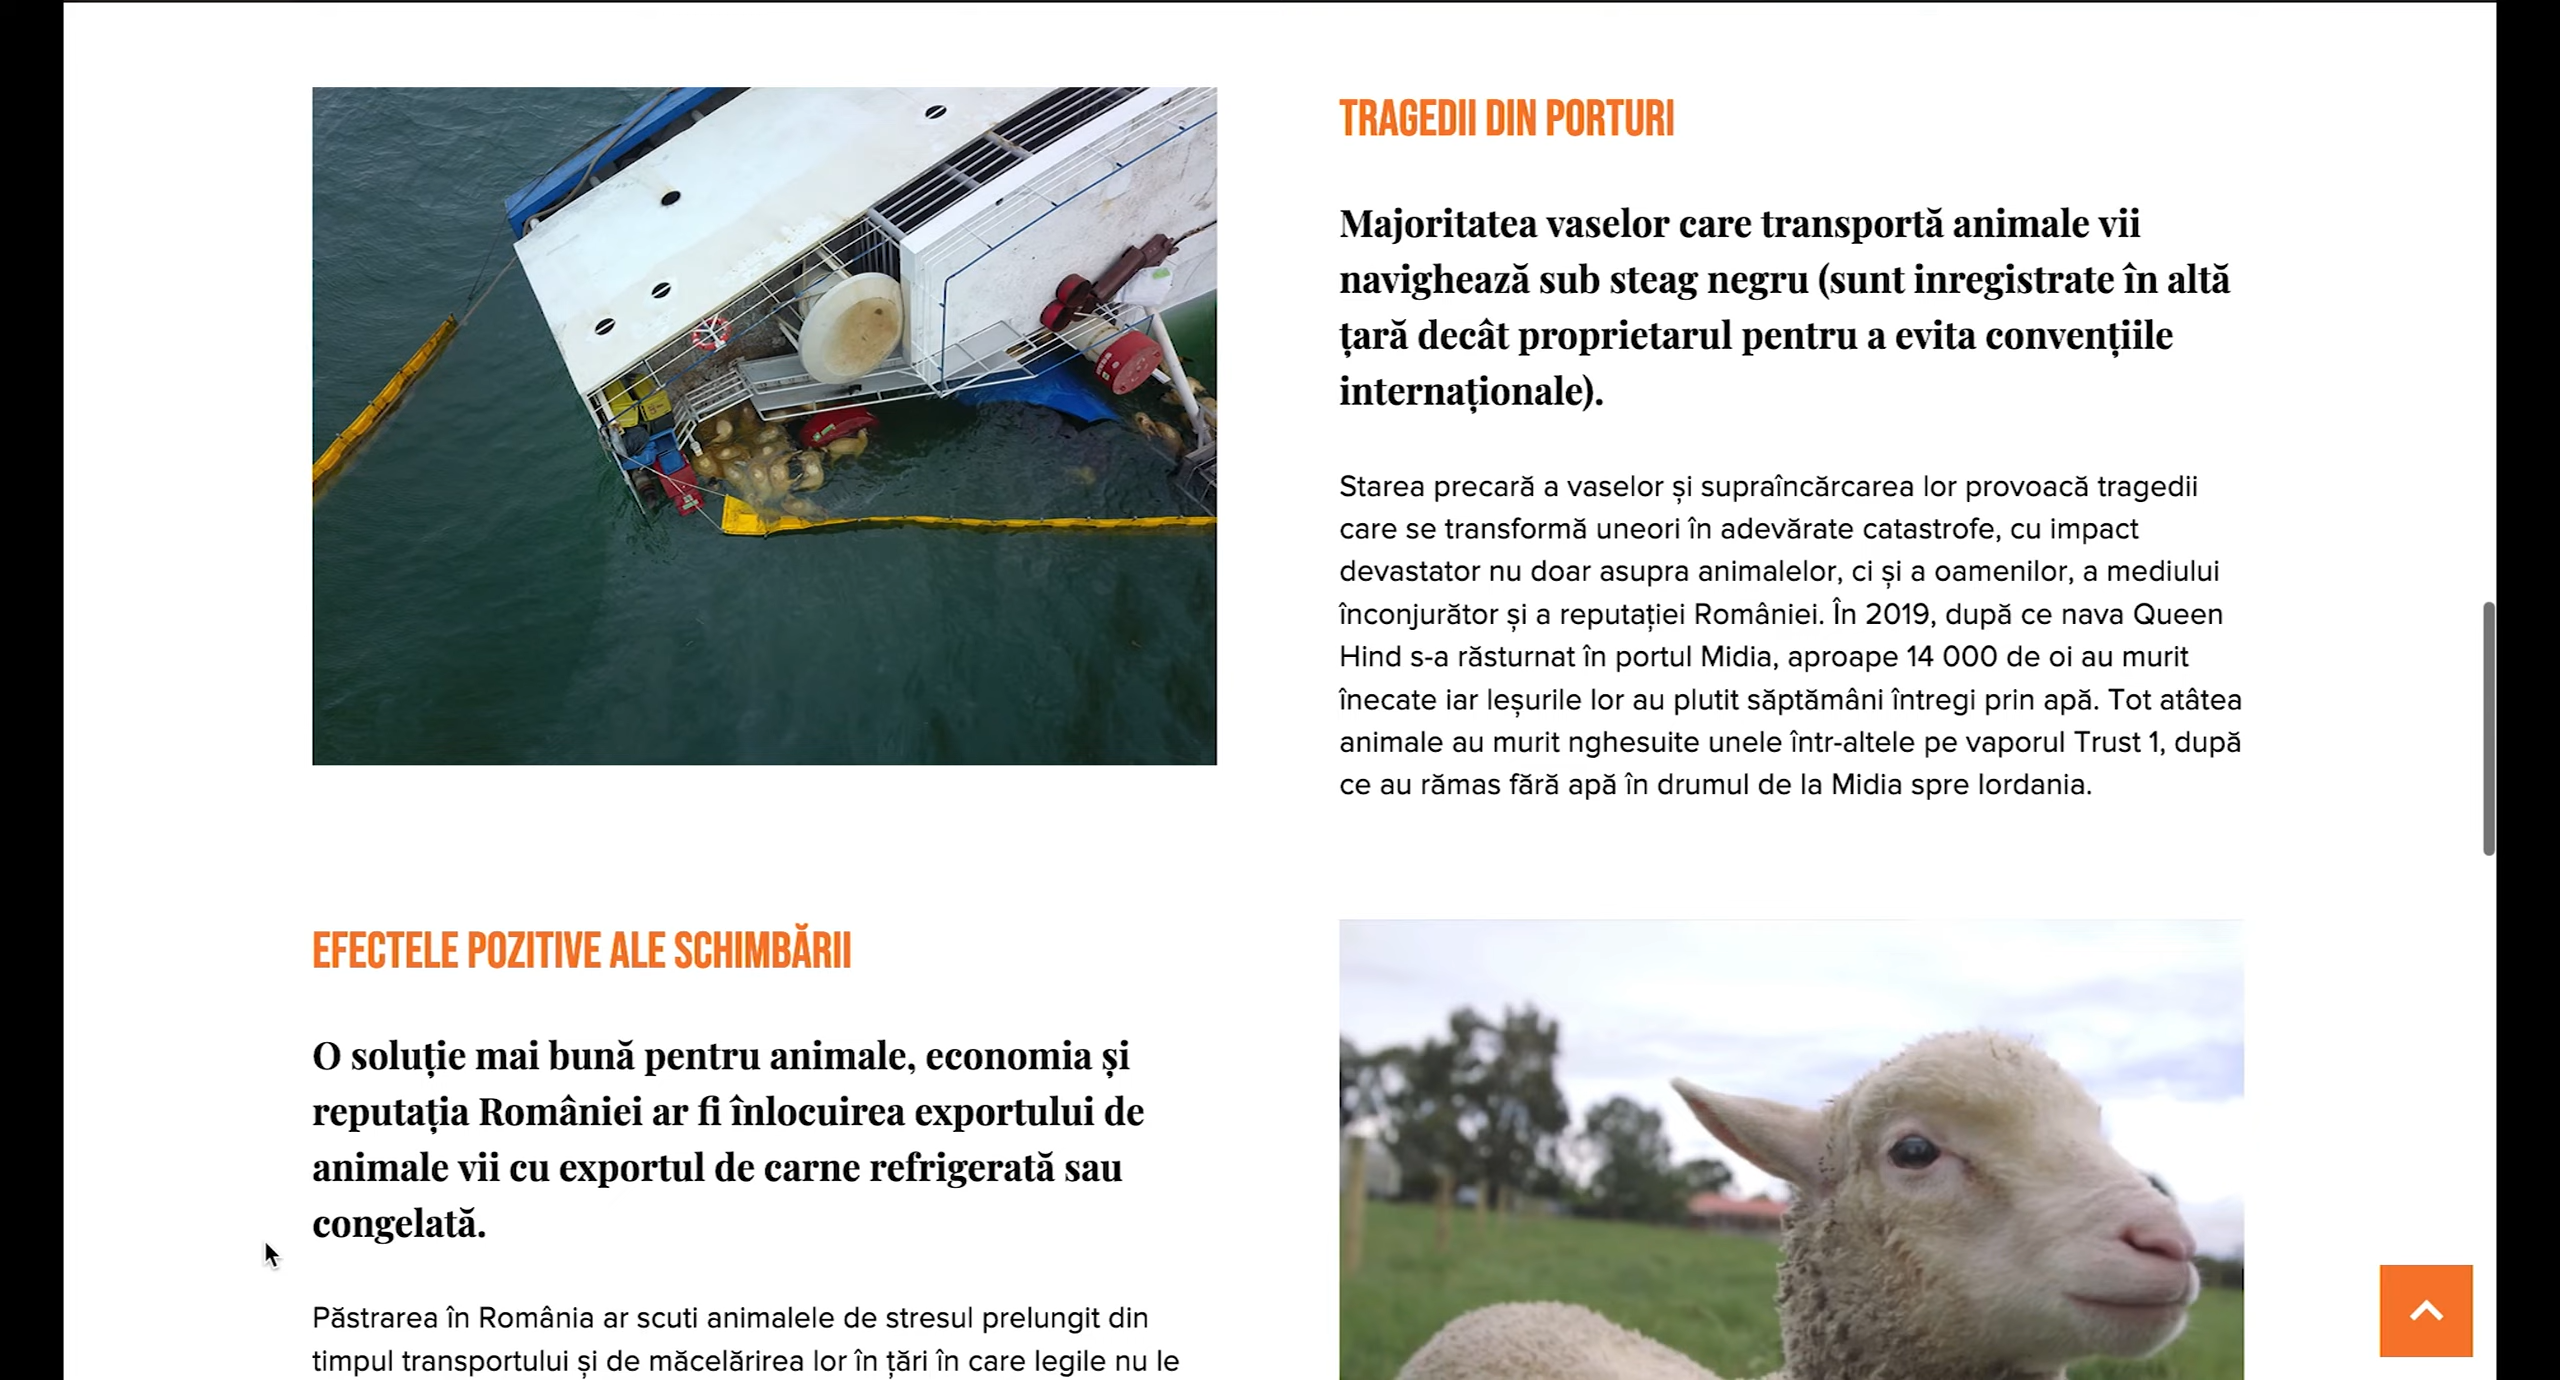 TRAGEDII DIN PORTURI
Majoritatea vaselor care transportă animale vii
navighează sub steag negru (sunt inregistrate în altă
țară decât proprietarul pentru a evita convențiile
internaționale).
Starea precară a vaselor și supraîncărcarea lor provoacă tragedii
care se transformă uneori în adevărate catastrofe, cu impact
devastator nu doar asupra animalelor, ci și a oamenilor, a mediului
înconjurător și a reputației României. În 2019, după ce nava Queen
Hind s-a răsturnat în portul Midia, aproape 14 000 de oi au murit
înecate iar leșurile lor au plutit săptămâni întregi prin apă. Tot atâtea
animale au murit nghesuite unele într-altele pe vaporul Trust 1, după
ce au rămas fără apă în drumul de la Midia spre Iordania.
EFECTELE POZITIVE ALE SCHIMBĂRII
O soluție mai bună pentru animale, economia și
reputația României ar fi înlocuirea exportului de
animale vii cu exportul de carne refrigerată sau
congelată.
Păstrarea în România ar scuti animalele de stresul prelungit din
timpul transportului și de măcelărirea lor în țări în care legile nu le